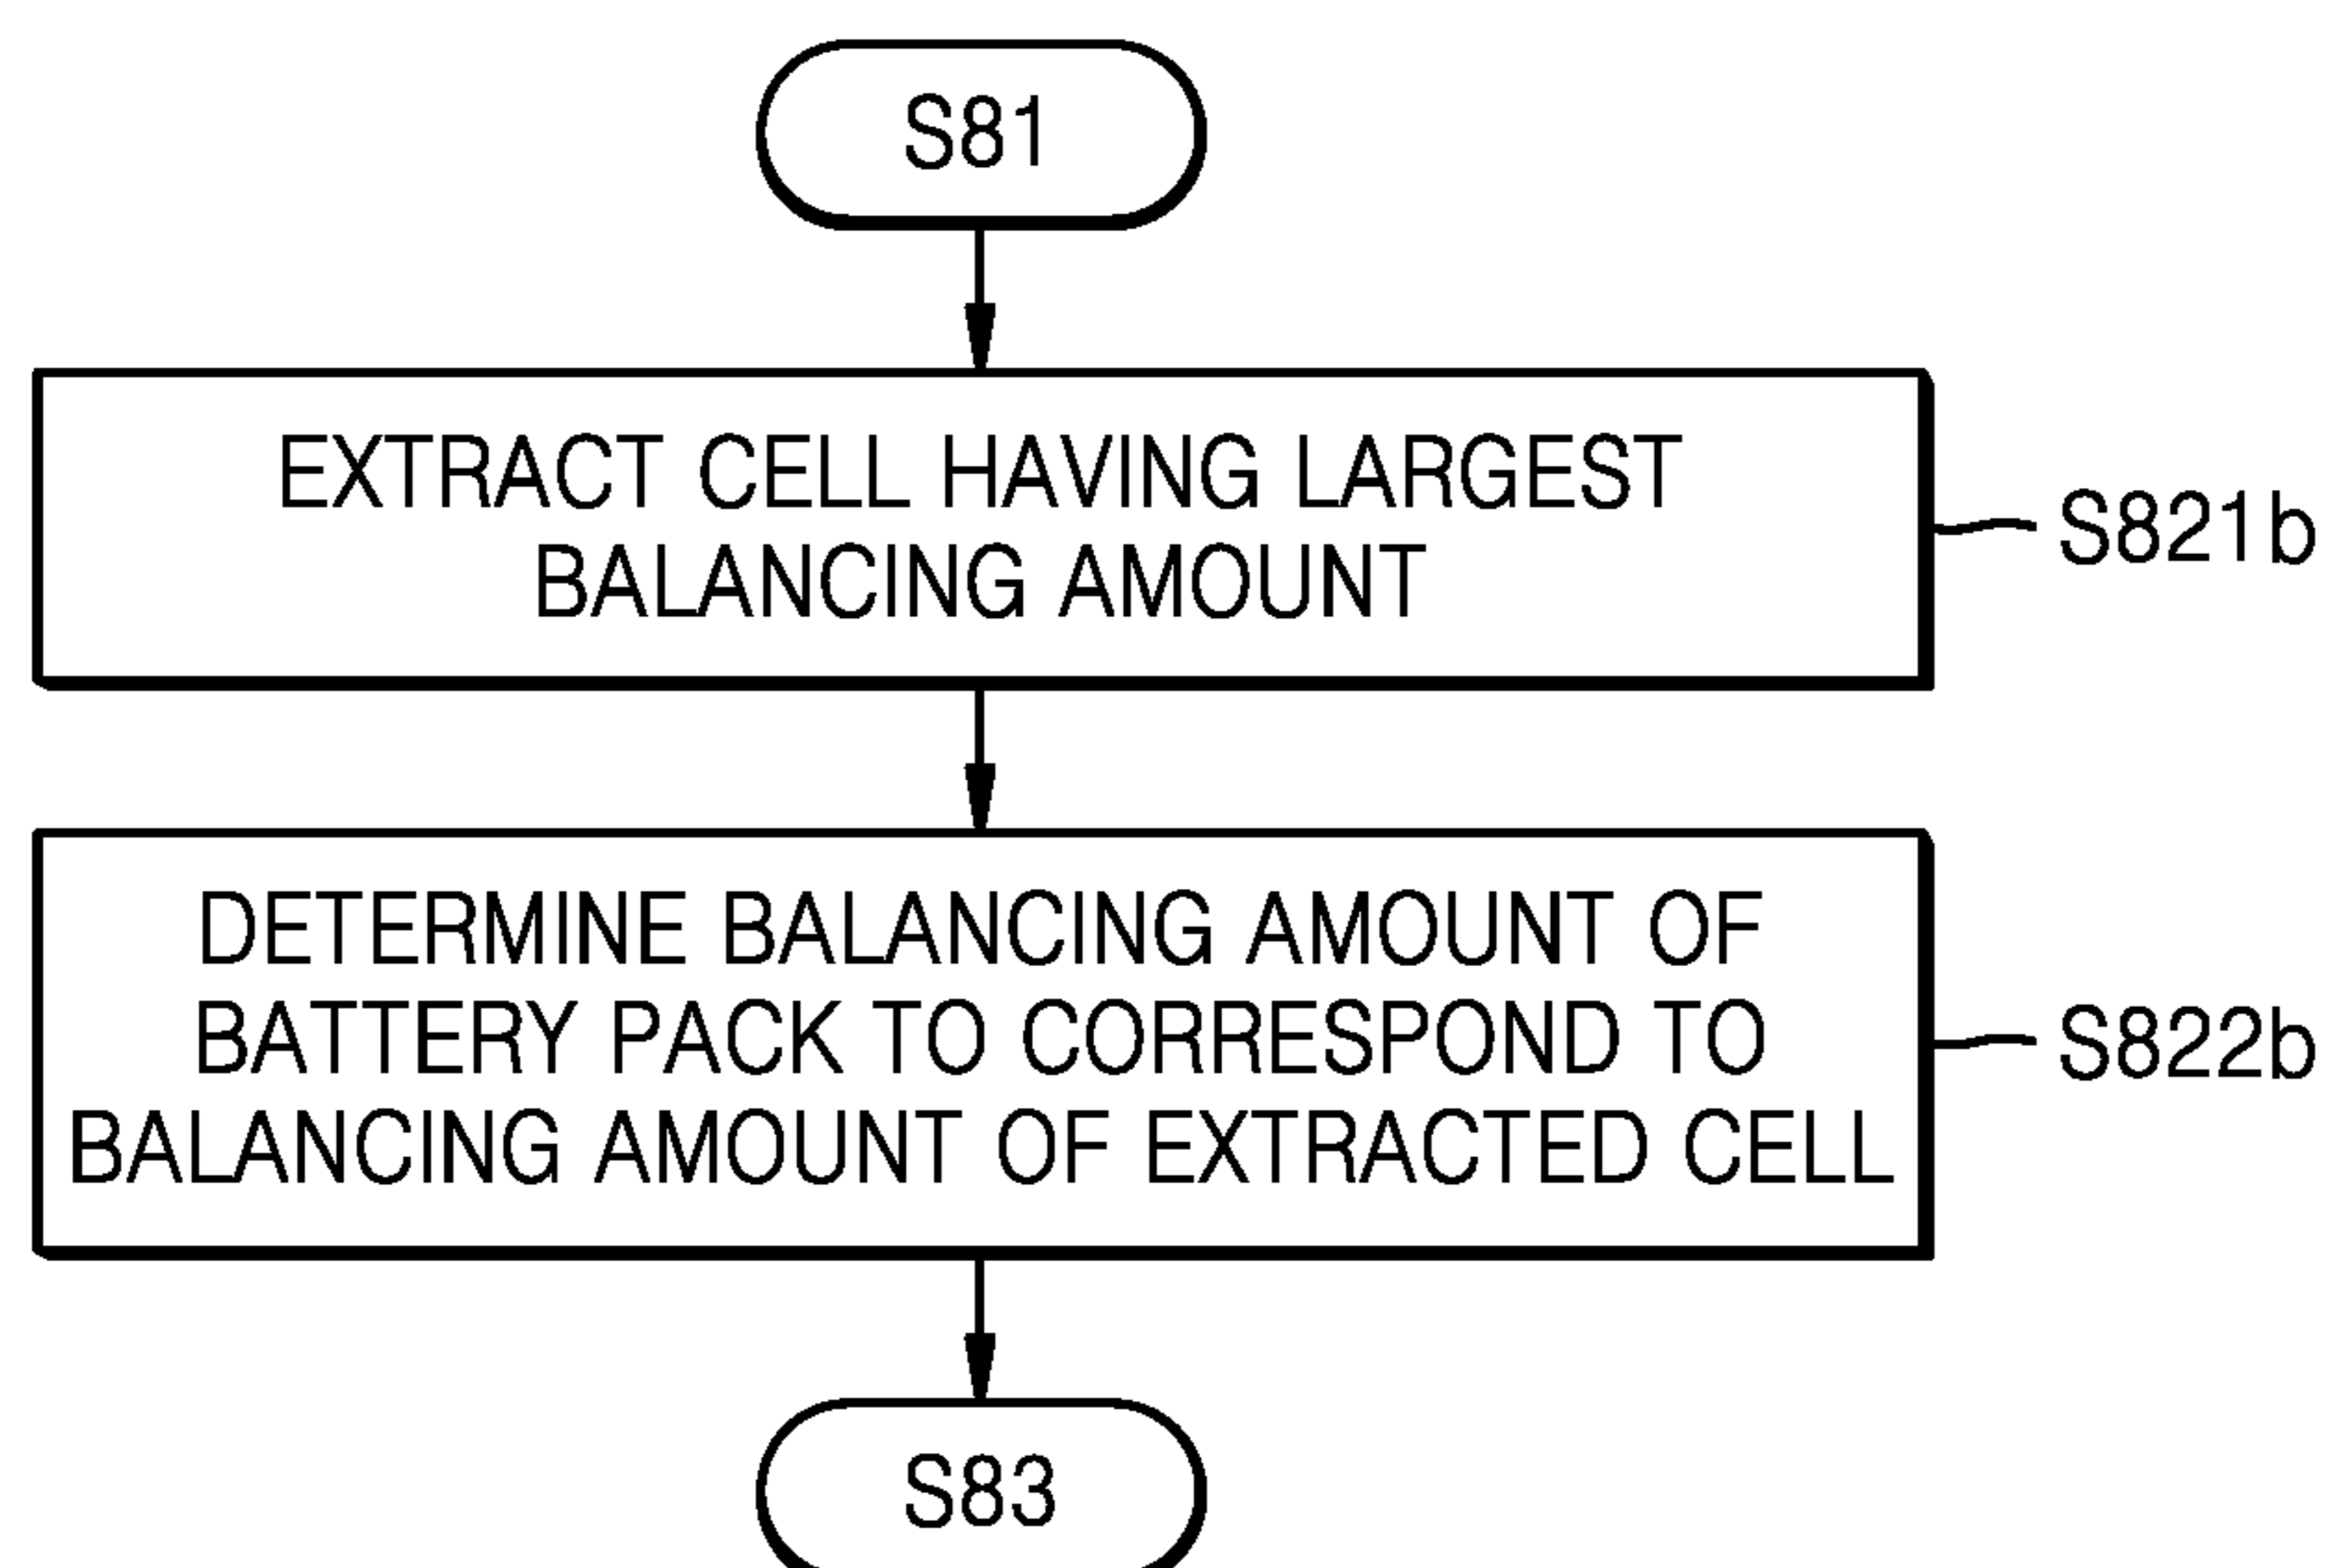 S81
EXTRACT CELL HAVING LARGEST
BALANCING AMOUNT
S821b
DETERMINE BALANCING AMOUNT OF
BATTERY PACK TO CORRESPOND TO
BALANCING AMOUNT OF EXTRACTED CELL
S822b
S83